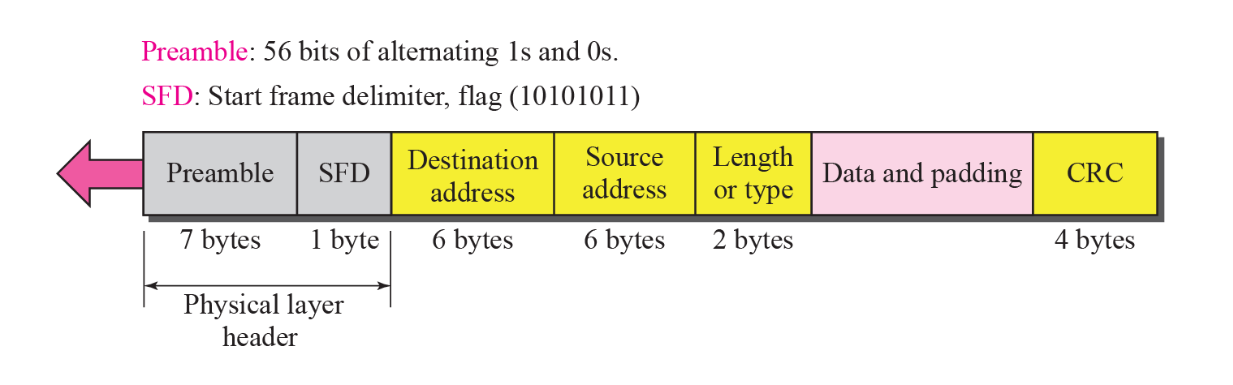 Preamble: 56 bits of alternating 1s and 0s.
SFD: Start frame delimiter, flag (10101011)
Preamble
SFD
Destination
address
Source
address
Length
or type
Data and padding
CRC
7 bytes
1 byte
6 bytes
6 bytes
2 bytes
4 bytes
Physical layer
header